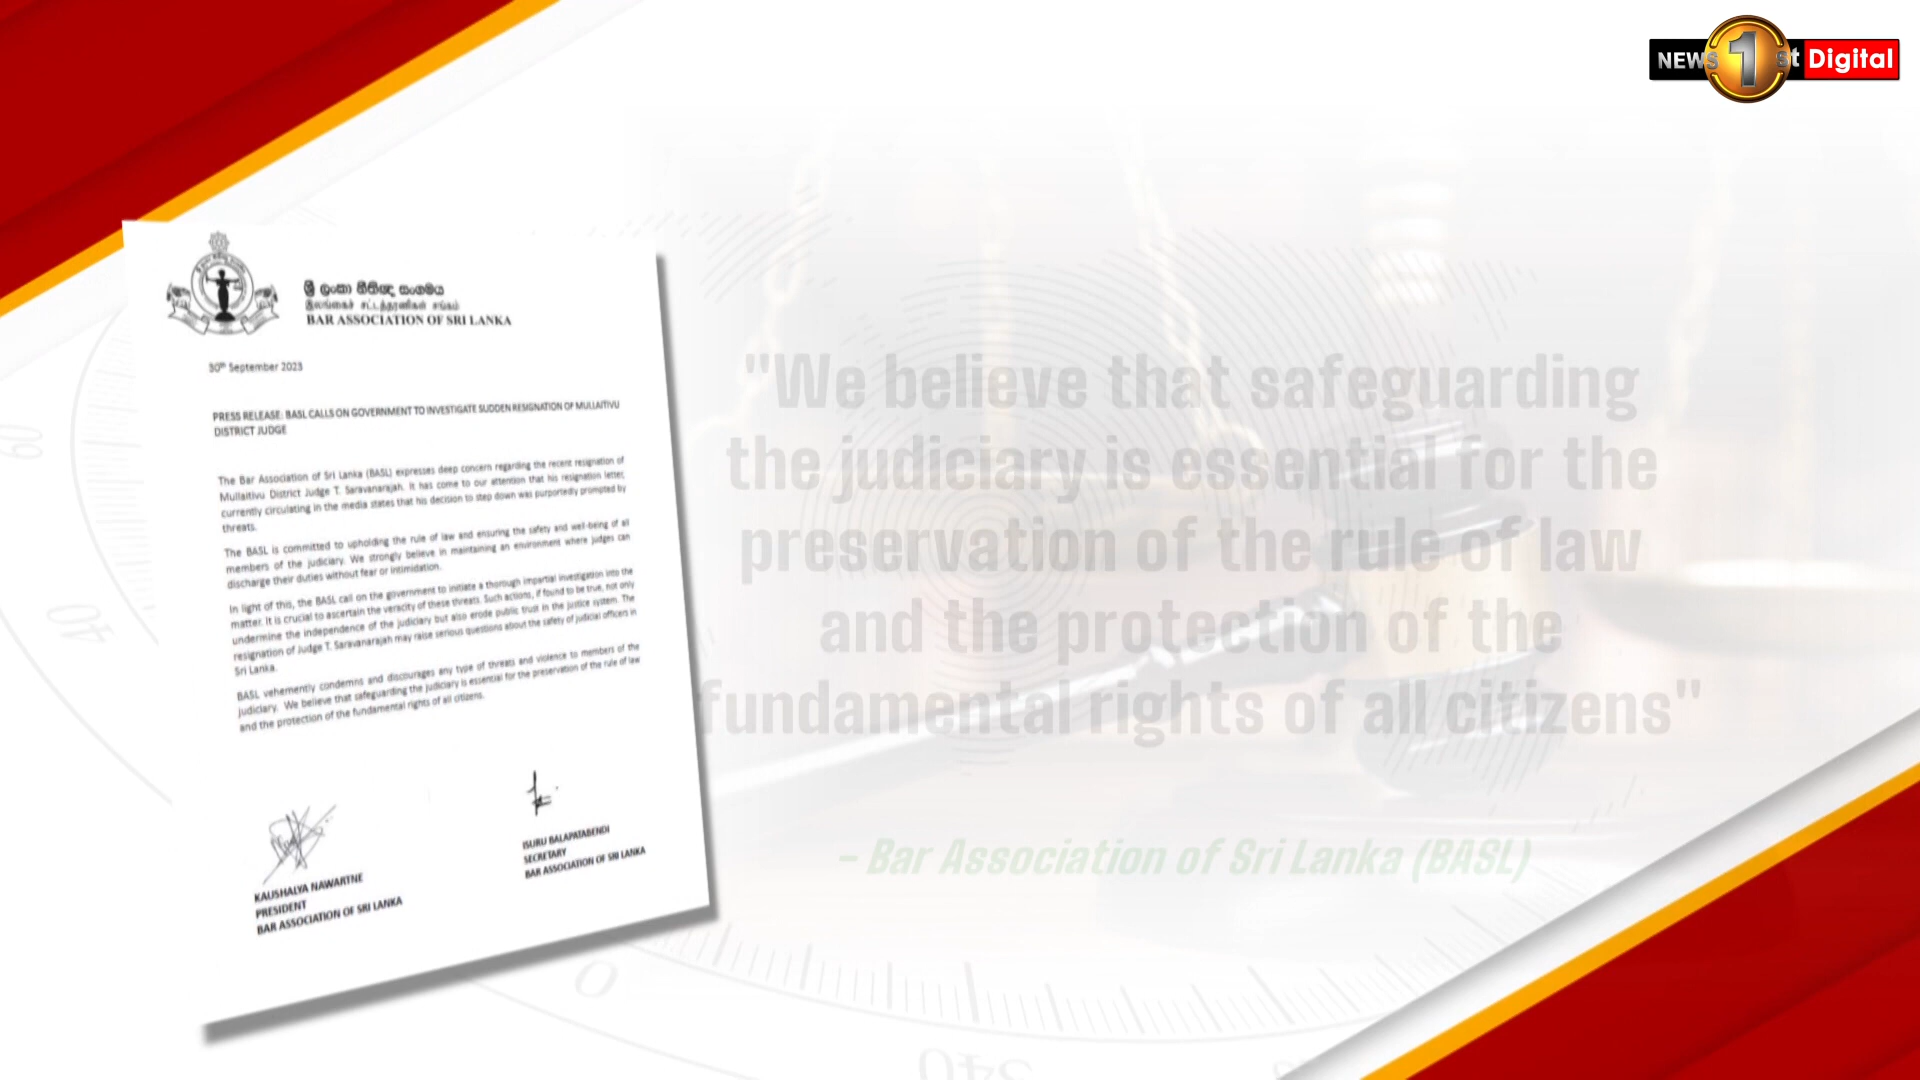 NEWS 1st Digital
ශ්‍රී ලංකා නීතිඥ සංගමය
இலங்கைச் சட்டத்தரணிகள் சங்கம்
BAR ASSOCIATION OF SRI LANKA
30th September 2023
PRESS RELEASE: BASL CALLS ON GOVERNMENT TO INVESTIGATE SUDDEN RESIGNATION OF MULLAITIVU
DISTRICT JUDGE
The Bar Association of Sri Lanka (BASL) expresses deep concern regarding the recent resignation of
Mullaitivu District Judge T. Saravanarajah. It has come to our attention that his resignation letter,
currently circulating in the media states that his decision to step down was purportedly prompted by
threats.
The BASL is committed to upholding the rule of law and ensuring the safety and well-being of all
members of the judiciary. We strongly believe in maintaining an environment where judges can
discharge their duties without fear or intimidation.
In light of this, the BASL call on the government to initiate a thorough impartial investigation into the
matter. It is crucial to ascertain the veracity of these threats. Such actions, if found to be true, not only
undermine the independence of the judiciary but also erode public trust in the justice system. The
resignation of Judge T. Saravanarajah may raise serious questions about the safety of judicial officers in
Sri Lanka.
BASL vehemently condemns and discourages any type of threats and violence to members of the
judiciary. We believe that safeguarding the judiciary is essential for the preservation of the rule of law
and the protection of the fundamental rights of all citizens.
KAUSHALYA NAWARTNE
PRESIDENT
BAR ASSOCIATION OF SRI LANKA
ISURU BALAPATABENDI
SECRETARY
BAR ASSOCIATION OF SRI LANKA
"We believe that safeguarding
the judiciary is essential for the
preservation of the rule of law
and the protection of the
fundamental rights of all citizens"
- Bar Association of Sri Lanka (BASL)
60
40
0
340